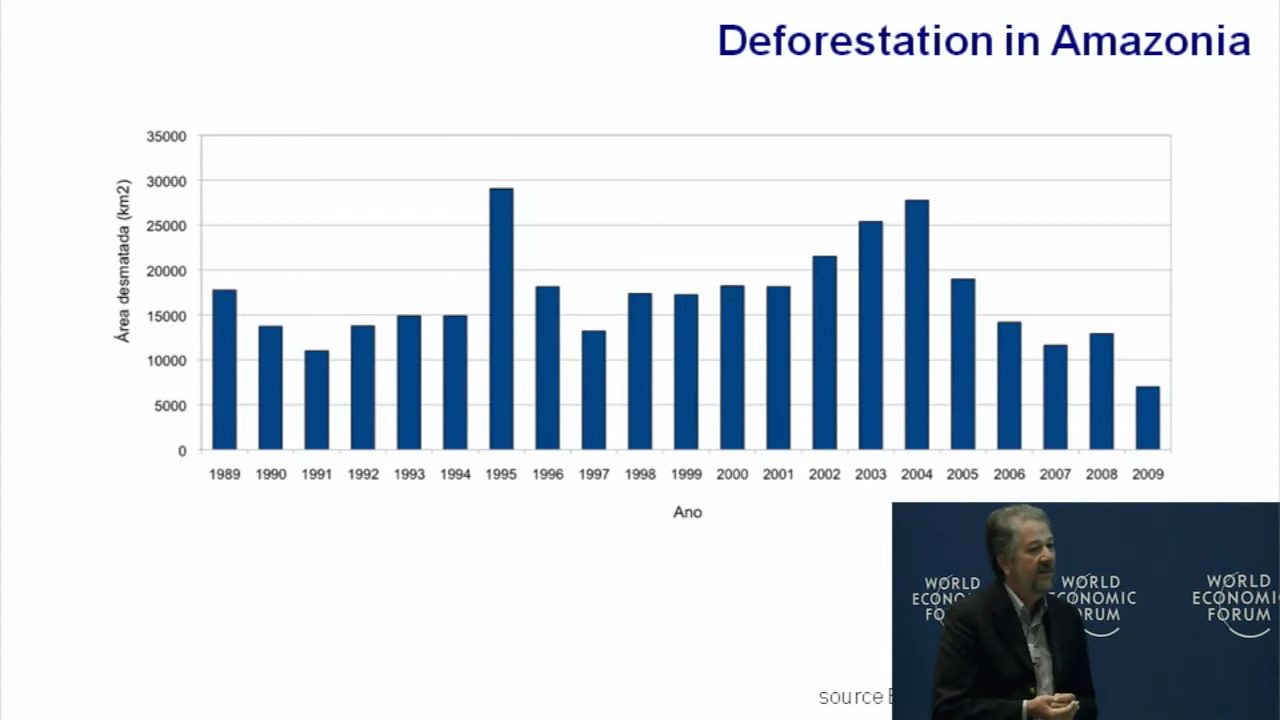 Deforestation in Amazonia
35000
30000
25000
20000
15000
10000
5000
0
Área desmatada (km2)
1989 1990 1991 1992 1993 1994 1995 1996 1997 1998 1999 2000 2001 2002 2003 2004 2005 2006 2007 2008 2009
Ano
WORLD
ECONO
FO
WORLD
ECONOMIC
FORUM
WORLD
ECONOMI
FORUM
source